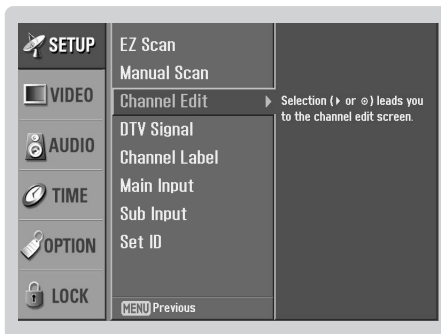 SETUP
VIDEO
AUDIO
TIME
OPTION
LOCK
EZ Scan
Manual Scan
Channel Edit
DTV Signal
Channel Label
Main Input
Sub Input
Set ID
MENU Previous
Selection (▶ or ⊙) leads you
to the channel edit screen.